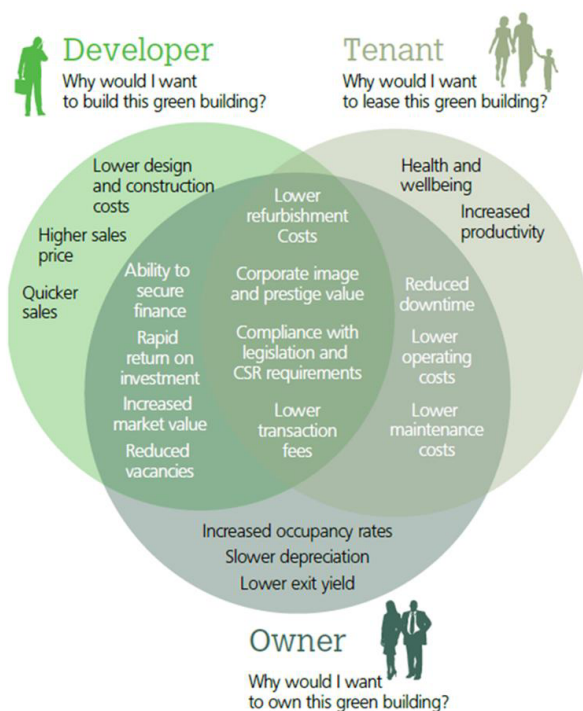 Developer
Why would I want
to build this green building?
Tenant
Why would I want
to lease this green building?
Lower design
and construction
costs
Higher sales
price
Quicker
sales
Ability to
secure
finance
Rapid
return on
investment
Increased
market value
Reduced
vacancies
Lower
refurbishment
Costs
Corporate image
and prestige value
Compliance with
legislation and
CSR requirements
Lower
transaction
fees
Health and
wellbeing
Increased
productivity
Reduced
downtime
Lower
operating
costs
Lower
maintenance
costs
Increased occupancy rates
Slower depreciation
Lower exit yield
Owner
Why would I want
to own this green building?